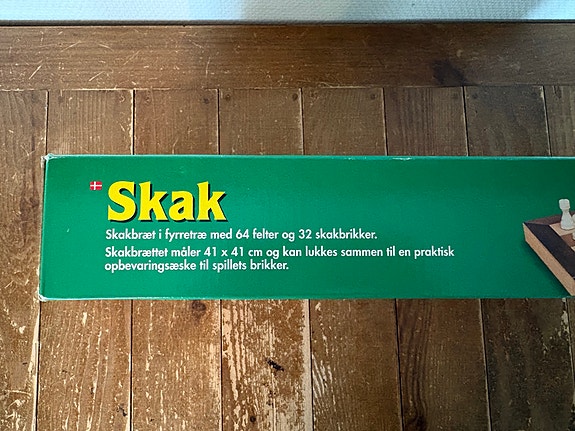 Skak
Skakbræt i fyrretræ med 64 felter og 32 skakbrikker.
Skakbrættet måler 41 x 41 cm og kan lukkes sammen til en praktisk
opbevaringsæske til spillets brikker.